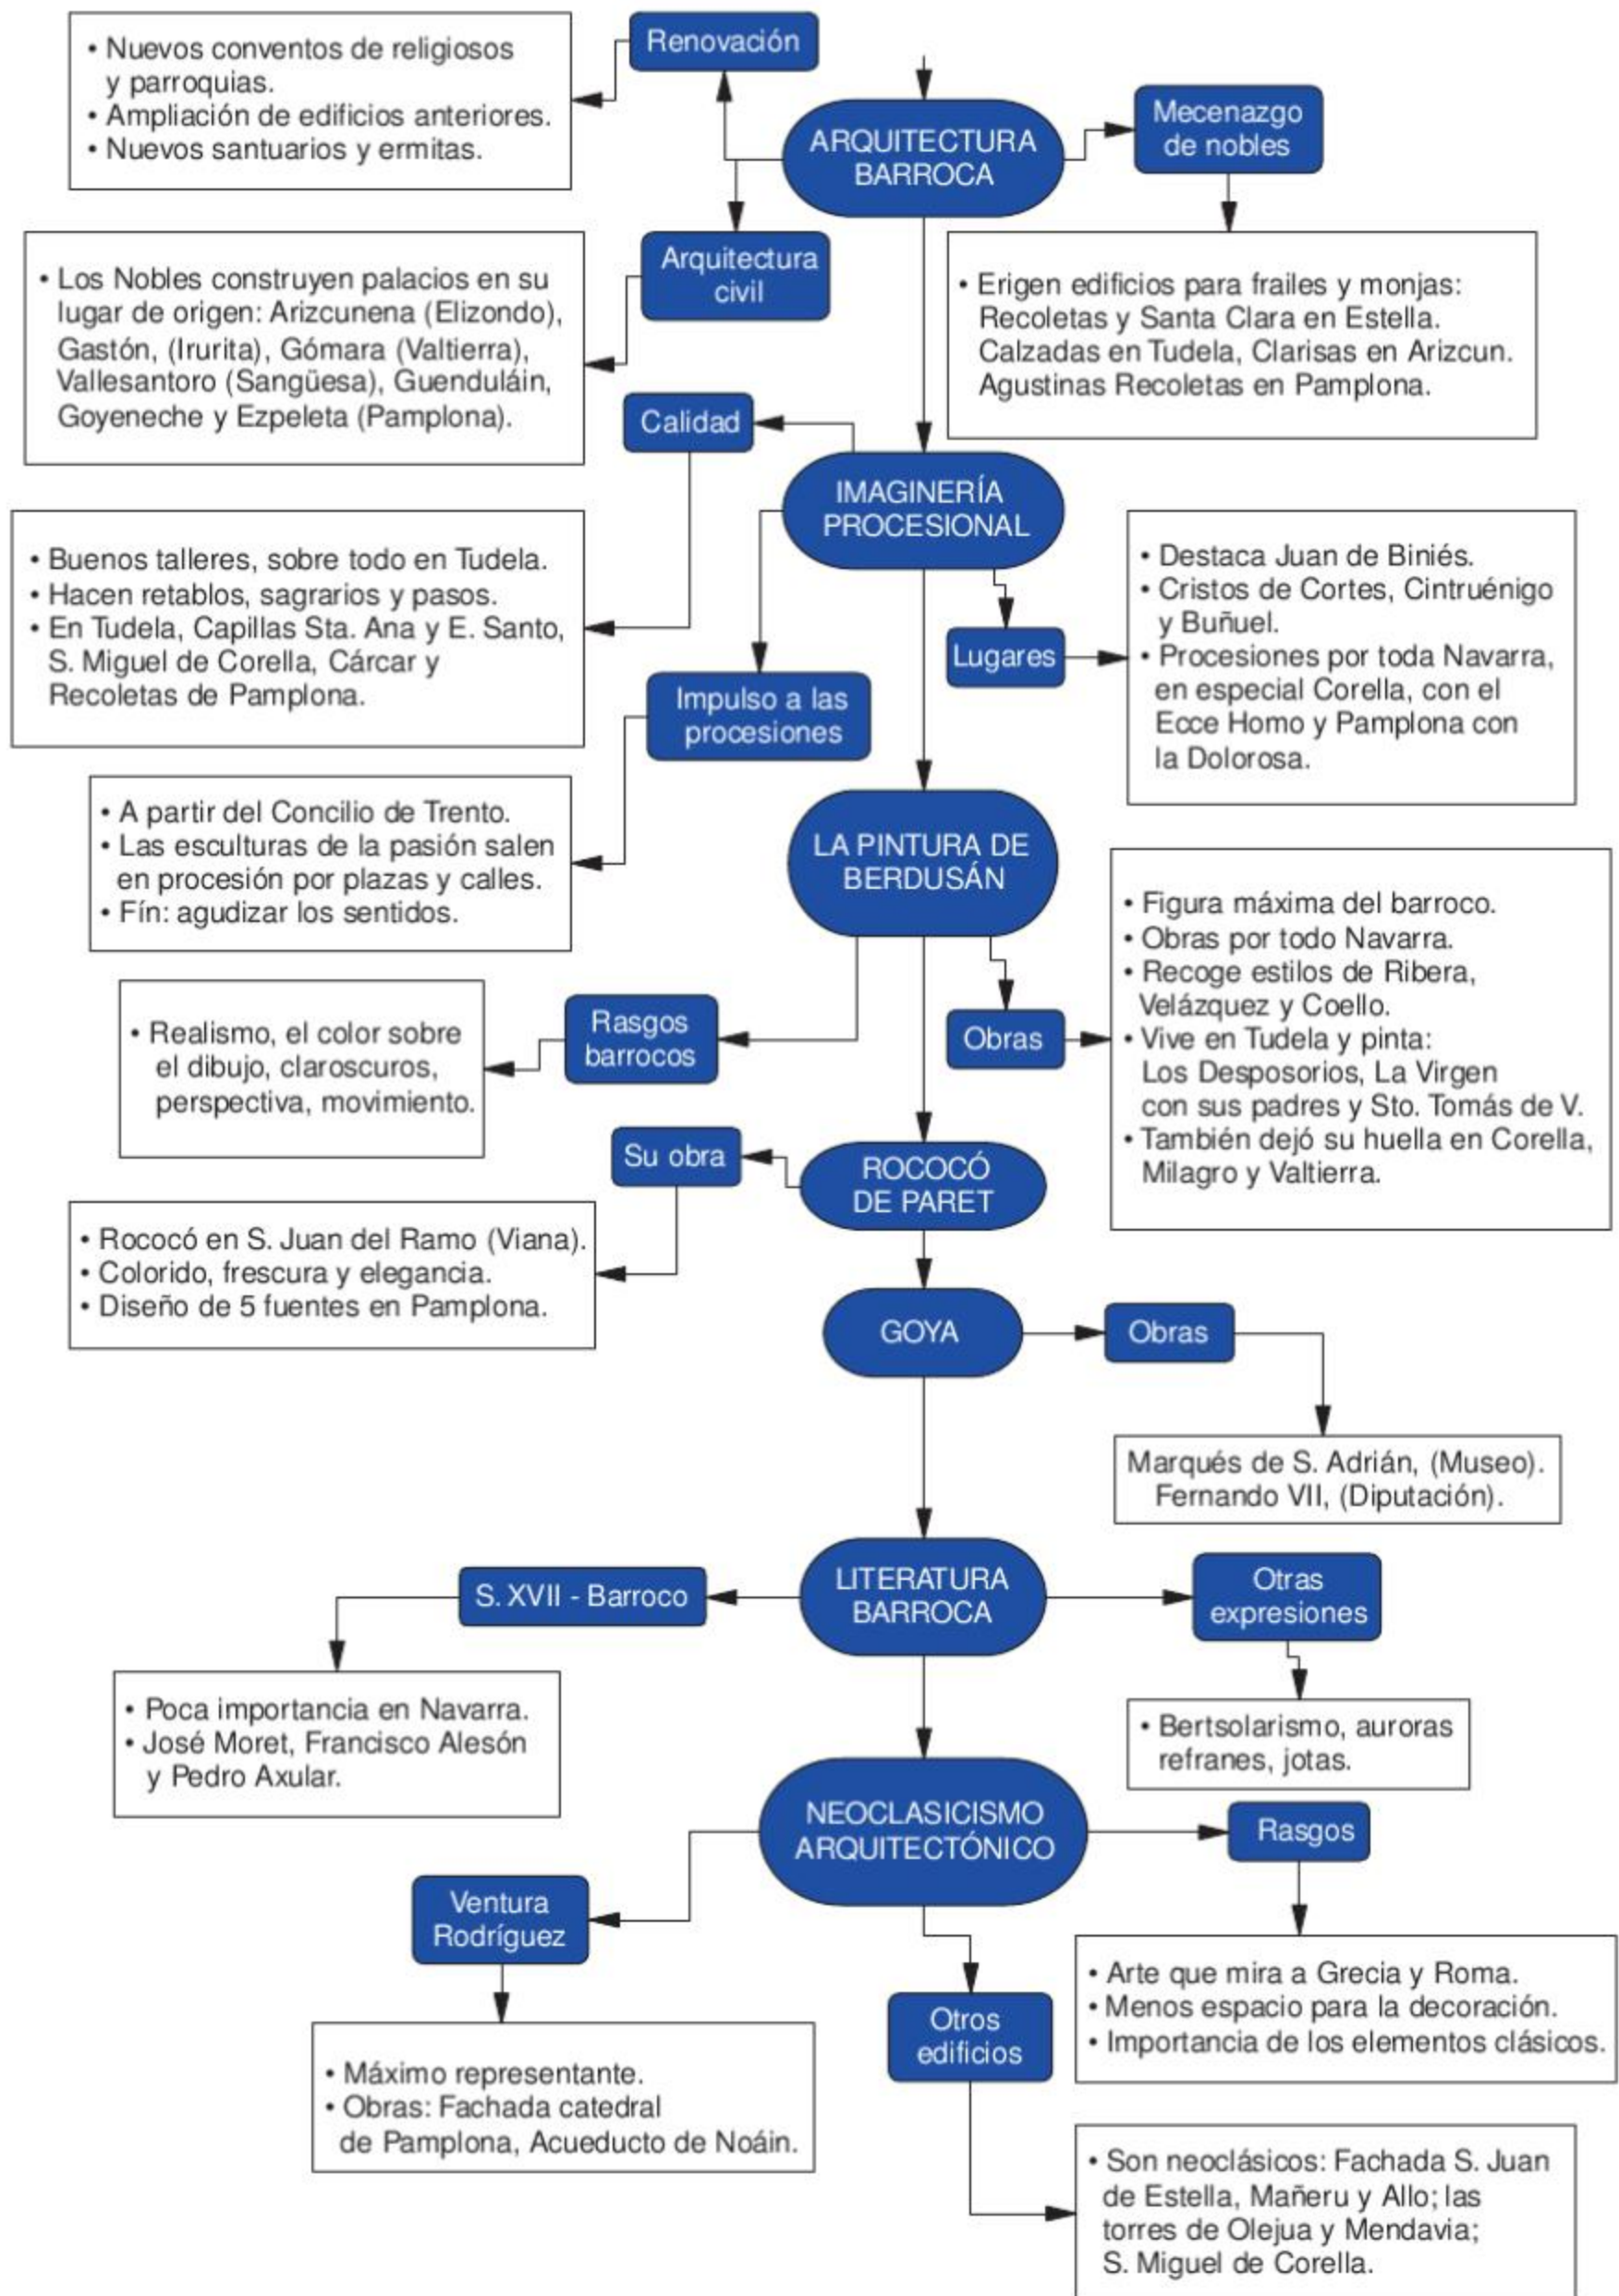 Renovación
• Nuevos conventos de religiosos
y parroquias.
• Ampliación de edificios anteriores.
• Nuevos santuarios y ermitas.
ARQUITECTURA
BARROCA
Mecenazgo
de nobles
Arquitectura
civil
• Los Nobles construyen palacios en su
lugar de origen: Arizcunena (Elizondo),
Gastón, (Irurita), Gómara (Valtierra),
Vallesantoro (Sangüesa), Guenduláin,
Goyeneche y Ezpeleta (Pamplona).
• Erigen edificios para frailes y monjas:
Recoletas y Santa Clara en Estella.
Calzadas en Tudela, Clarisas en Arizcun.
Agustinas Recoletas en Pamplona.
Calidad
IMAGINERÍA
PROCESIONAL
• Buenos talleres, sobre todo en Tudela.
• Hacen retablos, sagrarios y pasos.
• En Tudela, Capillas Sta. Ana y E. Santo,
S. Miguel de Corella, Cárcar y
Recoletas de Pamplona.
Lugares
• Destaca Juan de Biniés.
• Cristos de Cortes, Cintruénigo
y Buñuel.
• Procesiones por toda Navarra,
en especial Corella, con el
Ecce Homo y Pamplona con
la Dolorosa.
Impulso a las
procesiones
• A partir del Concilio de Trento.
• Las esculturas de la pasión salen
en procesión por plazas y calles.
• Fín: agudizar los sentidos.
LA PINTURA DE
BERDUSÁN
Rasgos
barrocos
• Realismo, el color sobre
el dibujo, claroscuros,
perspectiva, movimiento.
Obras
• Figura máxima del barroco.
• Obras por todo Navarra.
• Recoge estilos de Ribera,
Velázquez y Coello.
• Vive en Tudela y pinta:
Los Desposorios, La Virgen
con sus padres y Sto. Tomás de V.
• También dejó su huella en Corella,
Milagro y Valtierra.
Su obra
ROCOCÓ
DE PARET
• Rococó en S. Juan del Ramo (Viana).
• Colorido, frescura y elegancia.
• Diseño de 5 fuentes en Pamplona.
GOYA
Obras
Marqués de S. Adrián, (Museo).
Fernando VII, (Diputación).
S. XVII - Barroco
LITERATURA
BARROCA
Otras
expresiones
• Poca importancia en Navarra.
• José Moret, Francisco Alesón
y Pedro Axular.
• Bertsolarismo, auroras
refranes, jotas.
NEOCLASICISMO
ARQUITECTÓNICO
Rasgos
Ventura
Rodríguez
• Arte que mira a Grecia y Roma.
• Menos espacio para la decoración.
• Importancia de los elementos clásicos.
Otros
edificios
• Máximo representante.
• Obras: Fachada catedral
de Pamplona, Acueducto de Noáin.
• Son neoclásicos: Fachada S. Juan
de Estella, Mañeru y Allo; las
torres de Olejua y Mendavia;
S. Miguel de Corella.